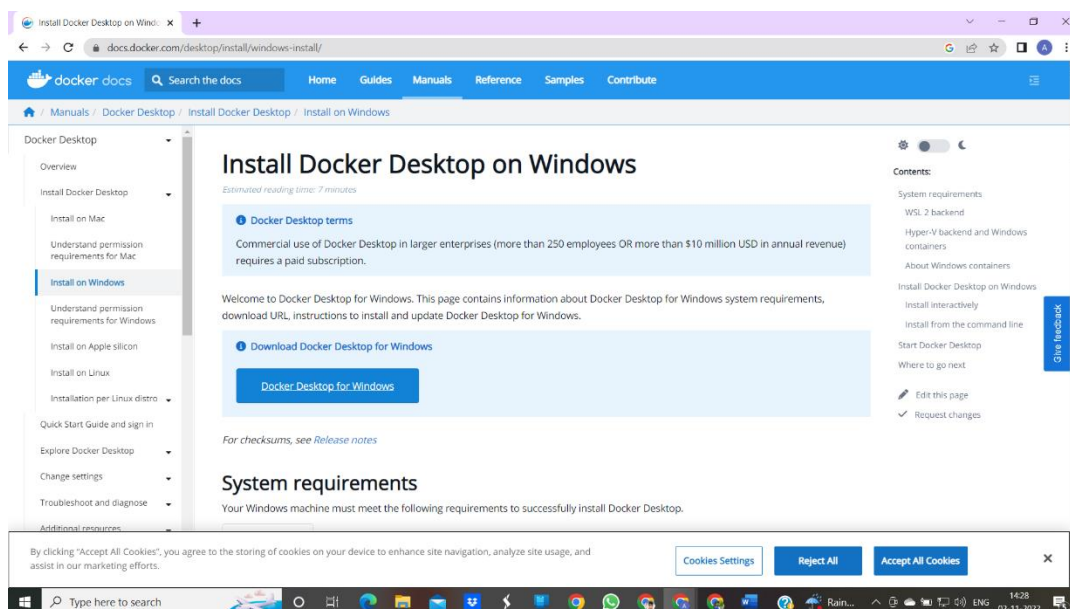 Install Docker Desktop on Windo
docs.docker.com/desktop/install/windows-install/
A
docker docs
Search the docs
Home Guides Manuals Reference Samples Contribute
/ Manuals / Docker Desktop / Install Docker Desktop / Install on Windows
Docker Desktop
Overview
Install Docker Desktop
Install on Mac
Understand permission
requirements for Mac
Install on Windows
Understand permission
requirements for Windows
Install on Apple silicon
Install on Linux
Installation per Linux distro
Quick Start Guide and sign in
Explore Docker Desktop
Change settings
Troubleshoot and diagnose
Additional resources
Install Docker Desktop on Windows
Estimated reading time: 7 minutes
Docker Desktop terms
Commercial use of Docker Desktop in larger enterprises (more than 250 employees OR more than $10 million USD in annual revenue)
requires a paid subscription.
Welcome to Docker Desktop for Windows. This page contains information about Docker Desktop for Windows system requirements,
download URL, instructions to install and update Docker Desktop for Windows.
Download Docker Desktop for Windows
Docker Desktop for Windows
For checksums, see Release notes
System requirements
Your Windows machine must meet the following requirements to successfully install Docker Desktop.
Contents:
System requirements
WSL 2 backend
Hyper-V backend and Windows
containers
About Windows containers
Install Docker Desktop on Windows
Install interactively
Install from the command line
Start Docker Desktop
Where to go next
Edit this page
Request changes
Give feedback
By clicking "Accept All Cookies", you agree to the storing of cookies on your device to enhance site navigation, analyze site usage, and
assist in our marketing efforts.
Cookies Settings
Reject All
Accept All Cookies
Type here to search
Rain...
ENG
14:28